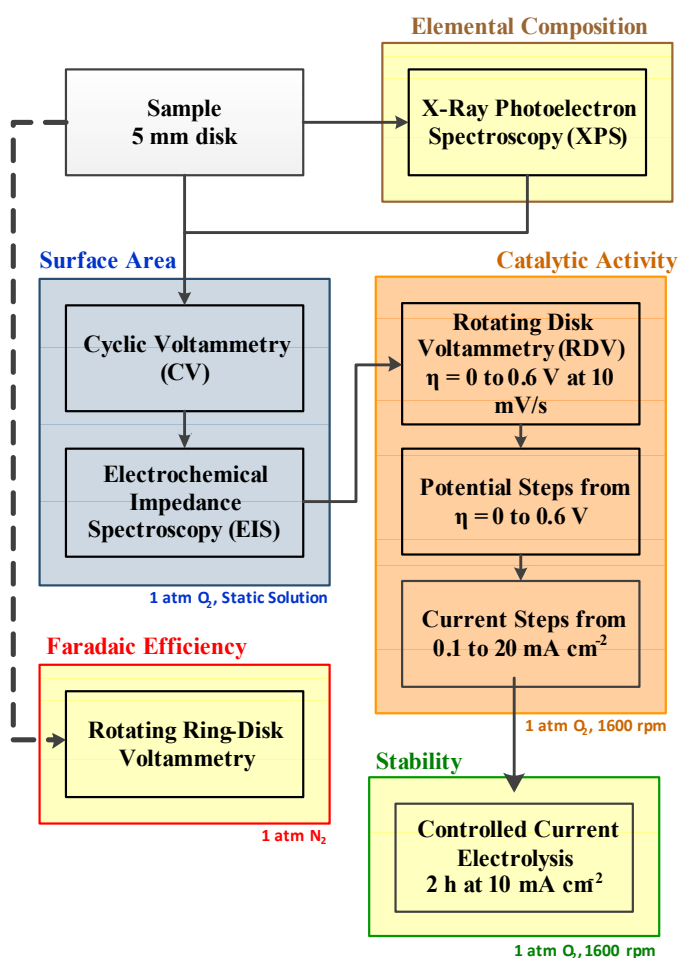 Elemental Composition
Sample
5 mm disk
X-Ray Photoelectron
Spectroscopy (XPS)
Surface Area
Cyclic Voltammetry
(CV)
Electrochemical
Impedance
Spectroscopy (EIS)
1 atm O₂, Static Solution
Catalytic Activity
Rotating Disk
Voltammetry (RDV)
η = 0 to 0.6 V at 10
mV/s
Potential Steps from
η = 0 to 0.6 V
Current Steps from
0.1 to 20 mA cm⁻²
1 atm O₂, 1600 rpm
Faradaic Efficiency
Rotating Ring-Disk
Voltammetry
1 atm N₂
Stability
Controlled Current
Electrolysis
2 h at 10 mA cm⁻²
1 atm O₂, 1600 rpm